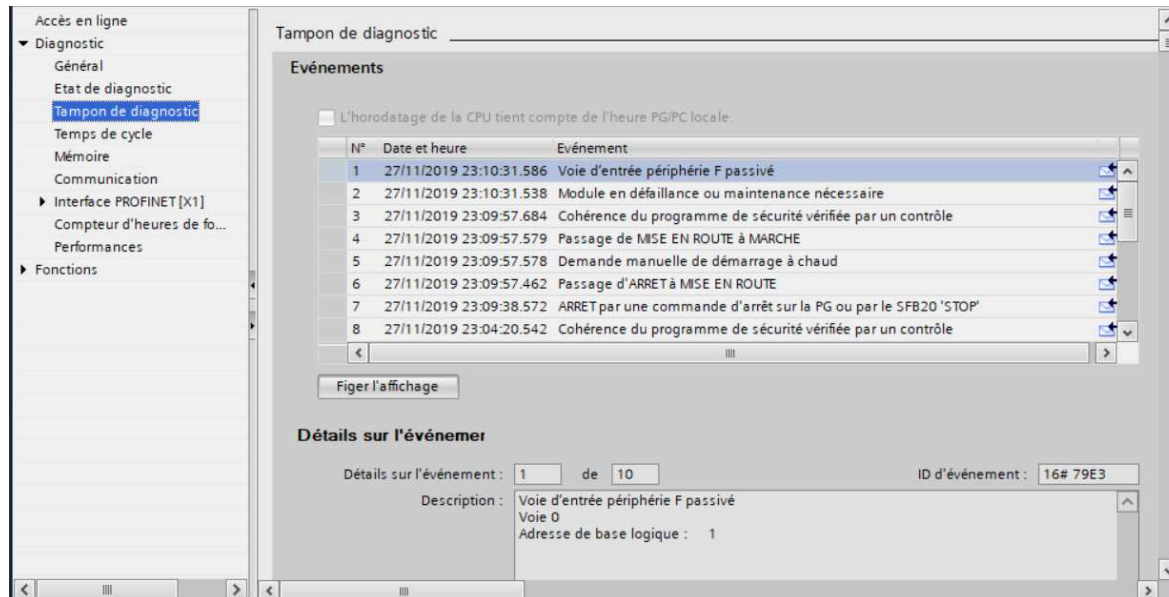 Accès en ligne
Diagnostic
Général
Etat de diagnostic
Tampon de diagnostic
Temps de cycle
Mémoire
Communication
Interface PROFINET [X1]
Compteur d'heures de fo...
Performances
Fonctions
Tampon de diagnostic
Evénements
L'horodatage de la CPU tient compte de l'heure PG/PC locale.
N° Date et heure Evénement
1 27/11/2019 23:10:31.586 Voie d'entrée périphérie F passivé
2 27/11/2019 23:10:31.538 Module en défaillance ou maintenance nécessaire
3 27/11/2019 23:09:57.684 Cohérence du programme de sécurité vérifiée par un contrôle
4 27/11/2019 23:09:57.579 Passage de MISE EN ROUTE à MARCHE
5 27/11/2019 23:09:57.578 Demande manuelle de démarrage à chaud
6 27/11/2019 23:09:57.462 Passage d'ARRET à MISE EN ROUTE
7 27/11/2019 23:09:38.572 ARRET par une commande d'arrêt sur la PG ou par le SFB20 'STOP'
8 27/11/2019 23:04:20.542 Cohérence du programme de sécurité vérifiée par un contrôle
Figer l'affichage
Détails sur l'événemer
Détails sur l'événement : 1 de 10 ID d'événement : 16# 79E3
Description : Voie d'entrée périphérie F passivé
Voie 0
Adresse de base logique : 1